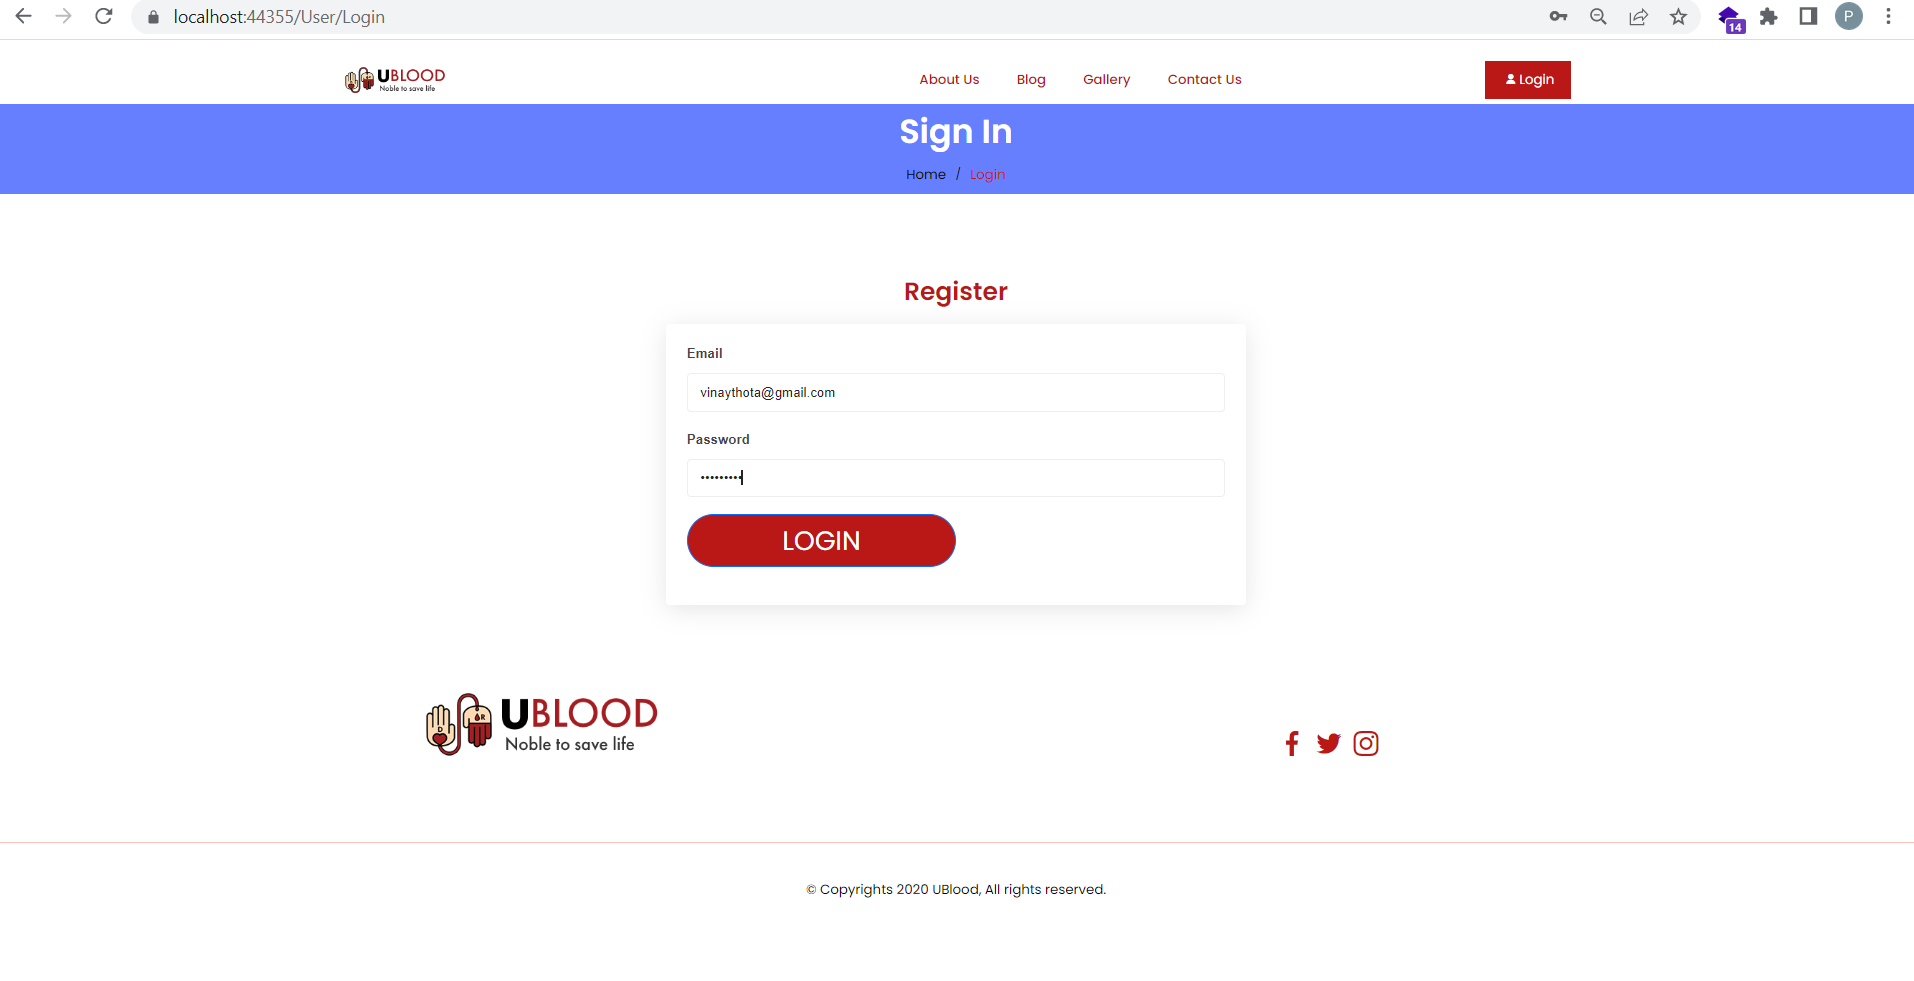 localhost:44355/User/Login
14
P
UBLOOD
Noble to save life
About Us Blog Gallery Contact Us
Login
Sign In
Home / Login
Register
Email
vinaythota@gmail.com
Password
•••••••••
LOGIN
D R
UBLOOD
Noble to save life
© Copyrights 2020 UBlood, All rights reserved.